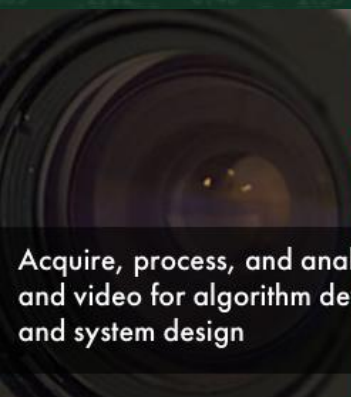 Acquire, process, and anal
and video for algorithm de
and system design